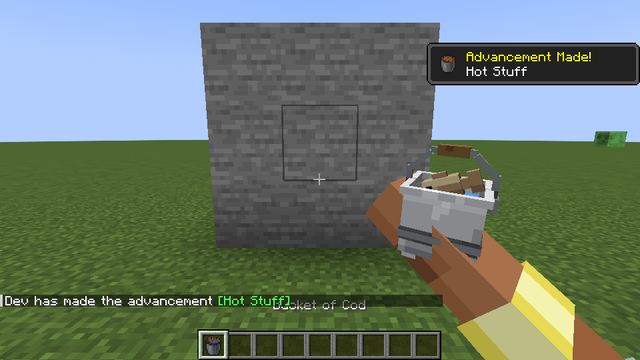 Advancement Made!
Hot Stuff
Dev has made the advancement [Hot Stuff]
Bucket of Cod